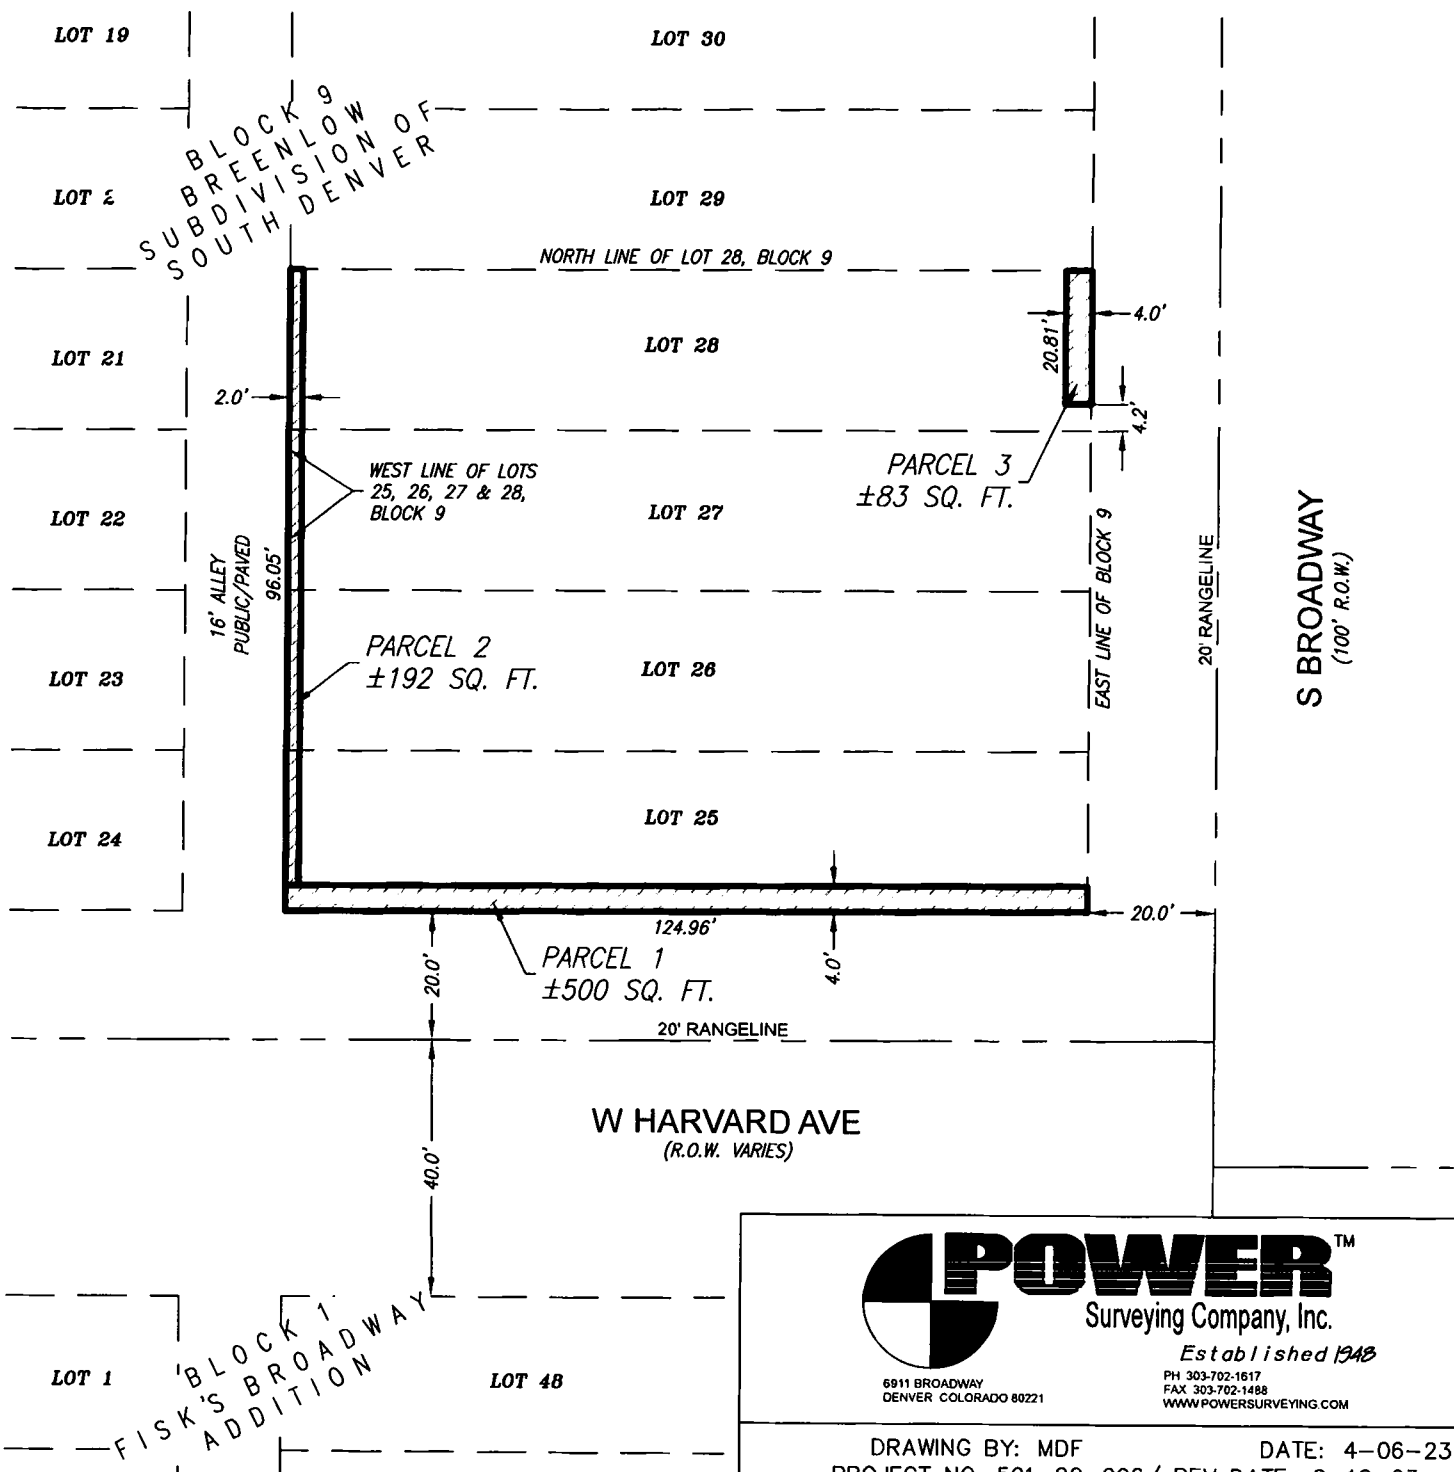 LOT 19
LOT 30
BLOCK 9
BREENLOW
SUBDIVISION OF
SOUTH DENVER
LOT 2
LOT 29
NORTH LINE OF LOT 28, BLOCK 9
LOT 21
LOT 28
20.81'
4.0'
2.0'
4.2'
WEST LINE OF LOTS
25, 26, 27 & 28,
BLOCK 9
PARCEL 3
±83 SQ. FT.
LOT 22
LOT 27
16' ALLEY
PUBLIC/PAVED
96.05'
EAST LINE OF BLOCK 9
20' RANGELINE
S BROADWAY
(100' R.O.W.)
PARCEL 2
±192 SQ. FT.
LOT 23
LOT 26
LOT 24
LOT 25
124.96'
20.0'
PARCEL 1
±500 SQ. FT.
20.0'
4.0'
20' RANGELINE
W HARVARD AVE
(R.O.W. VARIES)
40.0'
BLOCK 1
FISK'S BROADWAY
ADDITION
LOT 1
LOT 48
POWER™
Surveying Company, Inc.
Established 1948
6911 BROADWAY
DENVER COLORADO 80221
PH 303-702-1617
FAX 303-702-1488
WWW.POWERSURVEYING.COM
DRAWING BY: MDF
DATE: 4-06-23